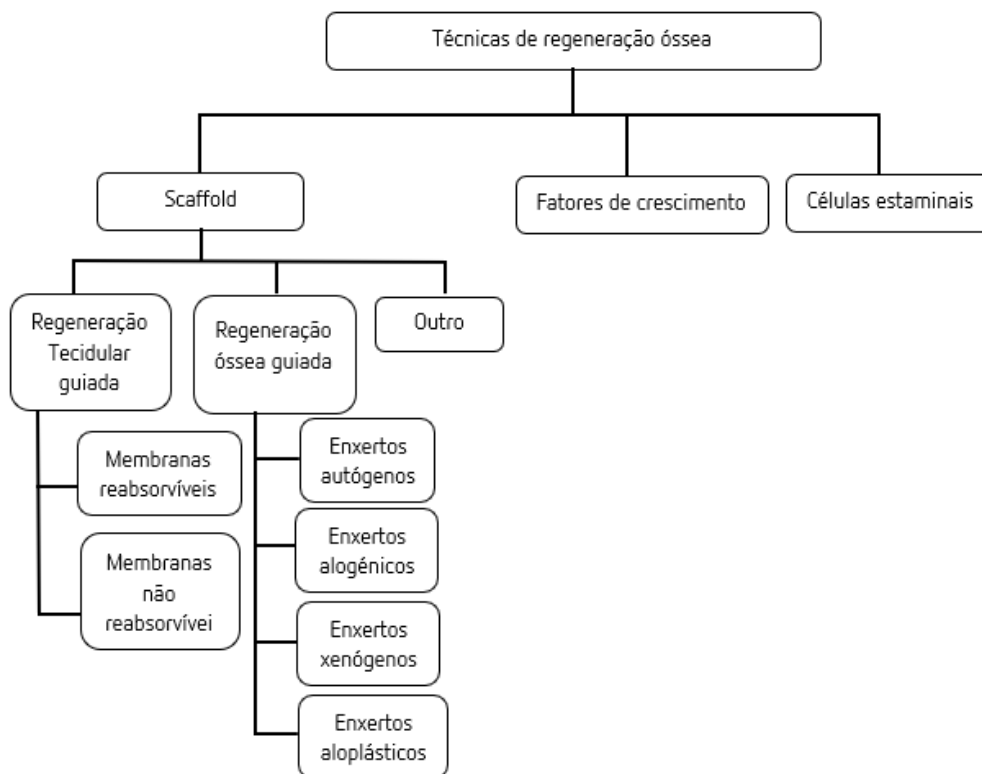 Técnicas de regeneração óssea
Scaffold
Fatores de crescimento
Células estaminais
Regeneração
Tecidular
guiada
Regeneração
óssea guiada
Outro
Membranas
reabsorvíveis
Membranas
não
reabsorvível
Enxertos
autógenos
Enxertos
alogénicos
Enxertos
xenógenos
Enxertos
aloplásticos